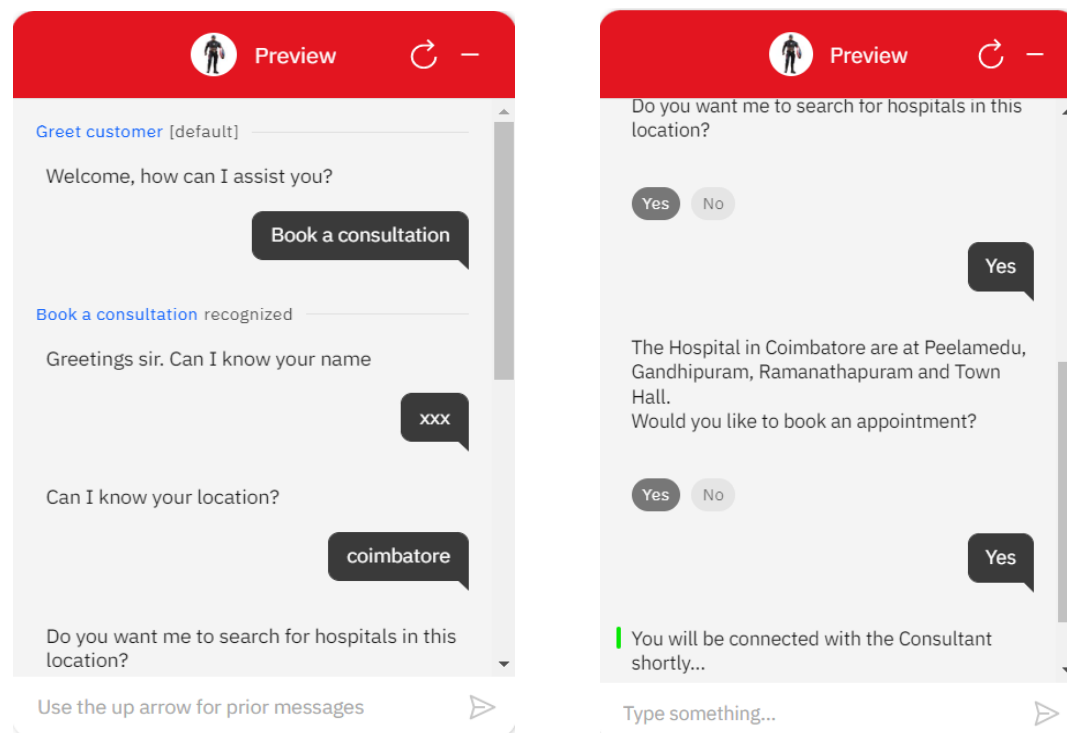 Preview
Greet customer [default]
Welcome, how can I assist you?
Book a consultation
Book a consultation recognized
Greetings sir. Can I know your name
xxx
Can I know your location?
coimbatore
Do you want me to search for hospitals in this
location?
Use the up arrow for prior messages
Preview
Do you want me to search for hospitals in this
location?
Yes No
Yes
The Hospital in Coimbatore are at Peelamedu,
Gandhipuram, Ramanathapuram and Town
Hall.
Would you like to book an appointment?
Yes No
Yes
You will be connected with the Consultant
shortly...
Type something...